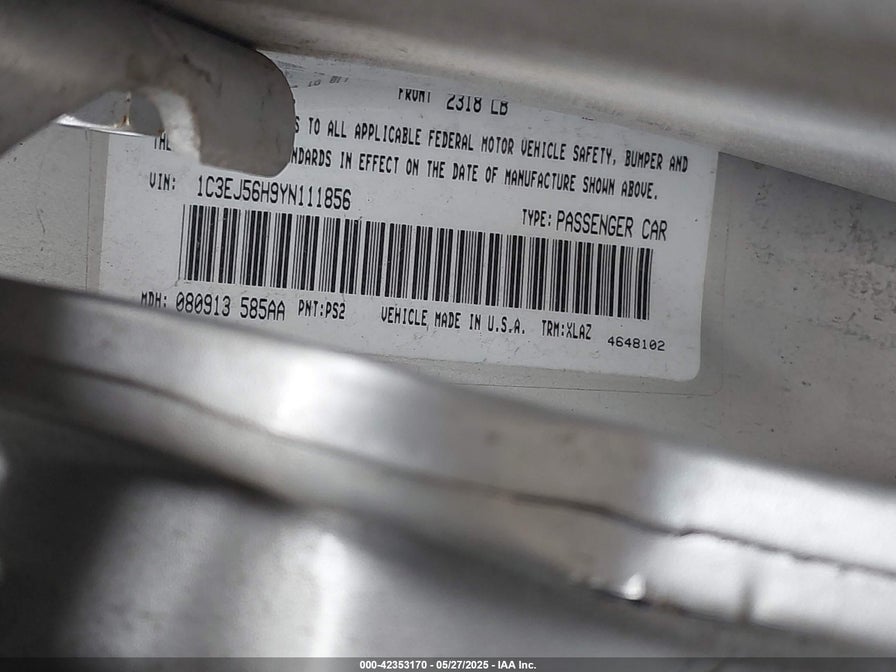 FRONT 2318 LB
S TO ALL APPLICABLE FEDERAL MOTOR VEHICLE SAFETY, BUMPER AND
NDARDS IN EFFECT ON THE DATE OF MANUFACTURE SHOWN ABOVE.
VIN: 1C3EJ56H9YN111856
TYPE: PASSENGER CAR
MDH: 080913 585AA PNT:PS2 VEHICLE MADE IN U.S.A. TRM:XLAZ
4648102
000-42353170 - 05/27/2025 - IAA Inc.